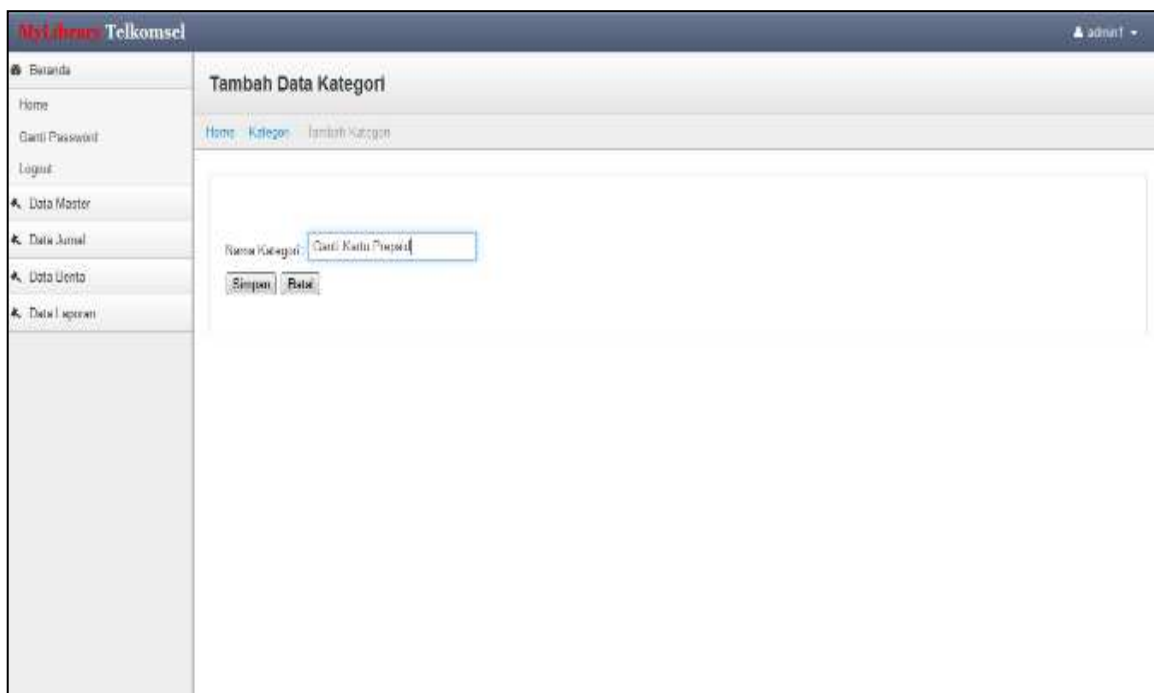 MyLibrary Telkomsel
admin1
Beranda
Home
Ganti Password
Logout
Data Master
Data Jurnal
Data Berita
Data Laporan
Tambah Data Kategori
Home Kategori Tambah Kategori
Nama Kategori : Ganti Kartu Prepaid
Simpan Batal